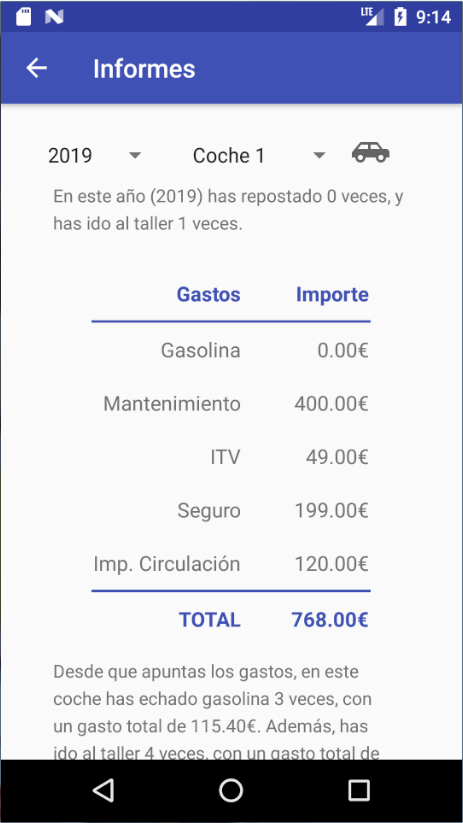 LTE 9:14
Informes
2019 Coche 1
En este año (2019) has repostado 0 veces, y
has ido al taller 1 veces.
Gastos Importe
Gasolina 0.00€
Mantenimiento 400.00€
ITV 49.00€
Seguro 199.00€
Imp. Circulación 120.00€
TOTAL 768.00€
Desde que apuntas los gastos, en este
coche has echado gasolina 3 veces, con
un gasto total de 115.40€. Además, has
ido al taller 4 veces, con un gasto total de